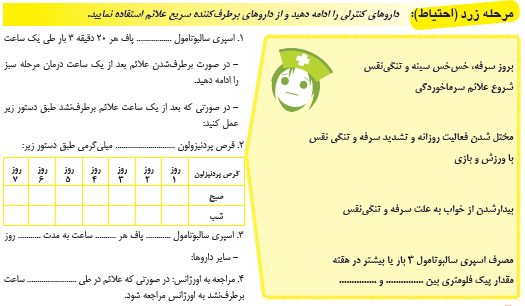 مرحله زرد (احتیاط): داروهای کنترلی را ادامه دهید و از داروهای برطرف‌کننده سریع علائم استفاده نمایید.
بروز سرفه، خس‌خس سینه و تنگی‌نفس
شروع علائم سرماخوردگی
مختل شدن فعالیت روزانه و تشدید سرفه و تنگی نفس
با ورزش و بازی
بیدارشدن از خواب به علت سرفه و تنگی‌نفس
مصرف اسپری سالبوتامول ۳ بار یا بیشتر در هفته
مقدار پیک فلومتری بین ............... و ...............
۱. اسپری سالبوتامول ............... پاف هر ۲۰ دقیقه ۳ بار طی یک ساعت
– در صورت برطرف‌شدن علائم بعد از یک ساعت درمان مرحله سبز
را ادامه دهید.
– در صورتی که بعد از یک ساعت علائم برطرف‌نشد طبق دستور زیر
عمل کنید:
۲. قرص پردنیزولون ........................ میلی‌گرمی طبق دستور زیر:
قرص پردنیزولون روز ۱ روز ۲ روز ۳ روز ۴ روز ۵ روز ۶ روز ۷
صبح
شب
۳. اسپری سالبوتامول ........... پاف هر ......... ساعت به مدت .......... روز
– سایر داروها:
۴. مراجعه به اورژانس: در صورتی که علائم در طی ..................... ساعت
برطرف‌نشد به اورژانس مراجعه شود.